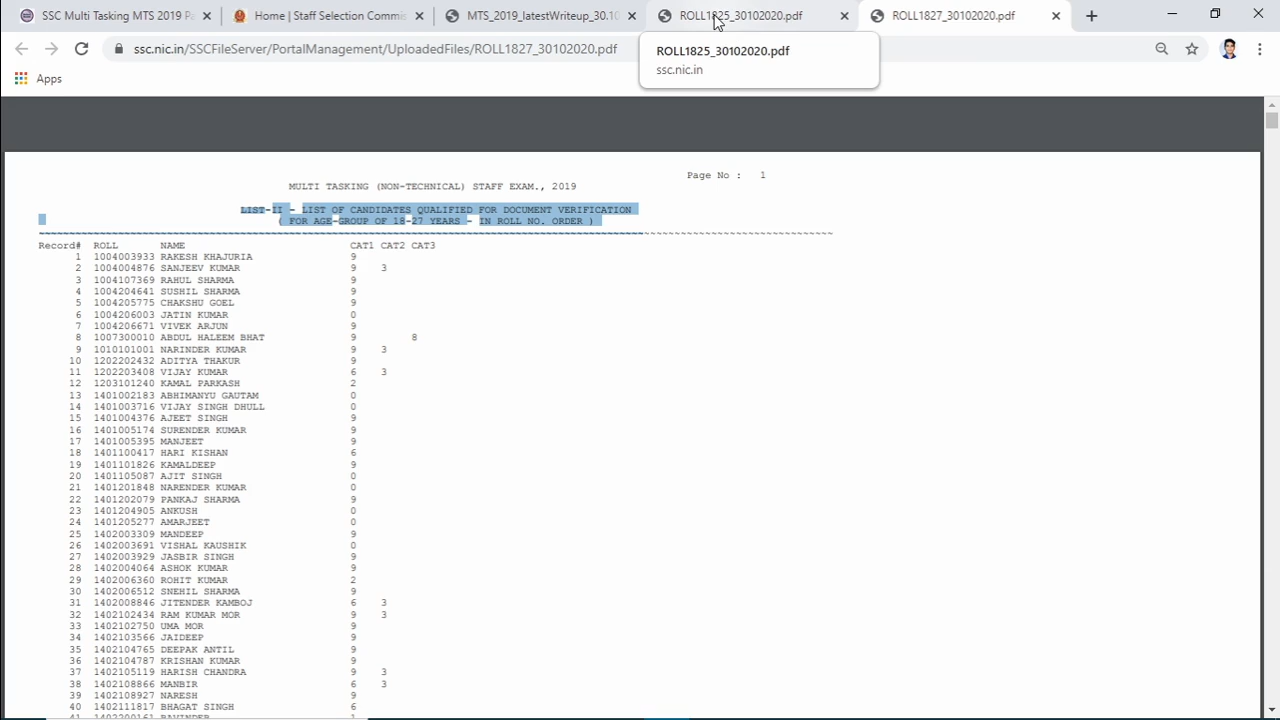 SSC Multi Tasking MTS 2019 Pa
Home | Staff Selection Commis
MTS_2019_latestWriteup_30.10
ROLL1825_30102020.pdf
ROLL1827_30102020.pdf
ssc.nic.in/SSCFileServer/PortalManagement/UploadedFiles/ROLL1827_30102020.pdf
ROLL1825_30102020.pdf
ssc.nic.in
Apps
Page No : 1
MULTI TASKING (NON-TECHNICAL) STAFF EXAM., 2019
LIST-II - LIST OF CANDIDATES QUALIFIED FOR DOCUMENT VERIFICATION
( FOR AGE-GROUP OF 18-27 YEARS - IN ROLL NO. ORDER )
Record# ROLL NAME CAT1 CAT2 CAT3
1 1004003933 RAKESH KHAJURIA 9
2 1004004876 SANJEEV KUMAR 9 3
3 1004107369 RAHUL SHARMA 9
4 1004204641 SUSHIL SHARMA 9
5 1004205775 CHAKSHU GOEL 9
6 1004206003 JATIN KUMAR 0
7 1004206671 VIVEK ARJUN 9
8 1007300010 ABDUL HALEEM BHAT 9 8
9 1010101001 NARINDER KUMAR 9 3
10 1202202432 ADITYA THAKUR 9
11 1202203408 VIJAY KUMAR 6 3
12 1203101240 KAMAL PARKASH 2
13 1401002183 ABHIMANYU GAUTAM 0
14 1401003716 VIJAY SINGH DHULL 0
15 1401004376 AJEET SINGH 9
16 1401005174 SURENDER KUMAR 9
17 1401005395 MANJEET 9
18 1401100417 HARI KISHAN 6
19 1401101826 KAMALDEEP 9
20 1401105087 AJIT SINGH 0
21 1401201848 NARENDER KUMAR 0
22 1401202079 PANKAJ SHARMA 9
23 1401204905 ANKUSH 0
24 1401205277 AMARJEET 0
25 1402003309 MANDEEP 9
26 1402003691 VISHAL KAUSHIK 0
27 1402003929 JASBIR SINGH 9
28 1402004064 ASHOK KUMAR 9
29 1402006360 ROHIT KUMAR 2
30 1402006512 SNEHIL SHARMA 9
31 1402008846 JITENDER KAMBOJ 6 3
32 1402102434 RAM KUMAR MOR 9 3
33 1402102750 UMA MOR 9
34 1402103566 JAIDEEP 9
35 1402104765 DEEPAK ANTIL 9
36 1402104787 KRISHAN KUMAR 9
37 1402105119 HARISH CHANDRA 9 3
38 1402108866 MANBIR 6 3
39 1402108927 NARESH 9
40 1402111817 BHAGAT SINGH 6